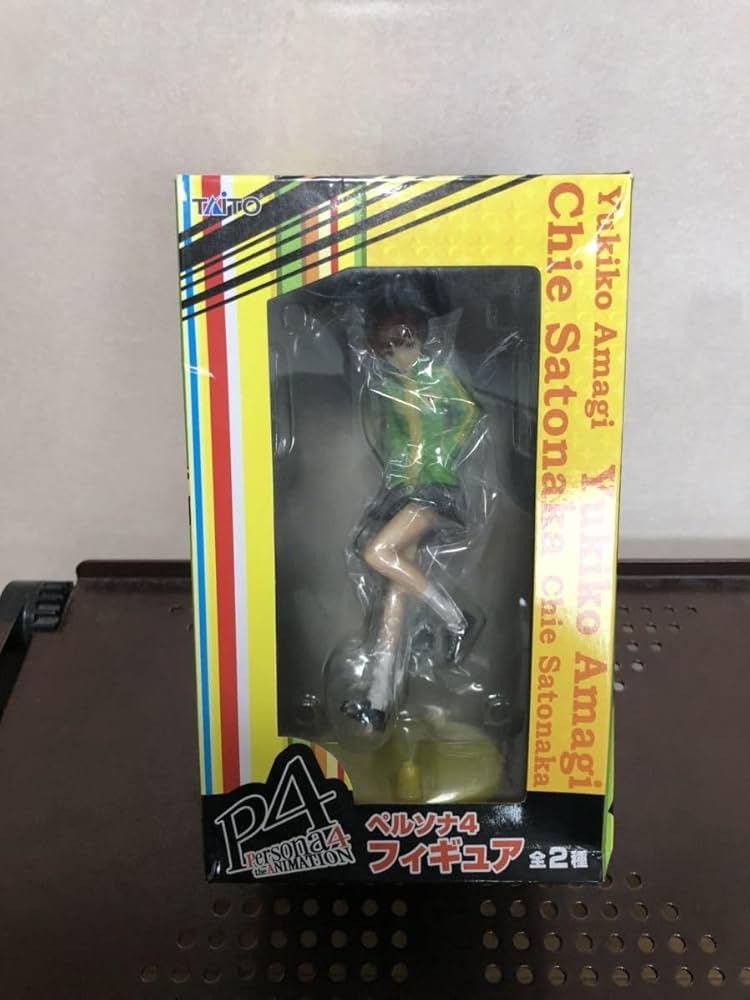 TAITO
Yukiko Amagi Yukiko Amagi
Chie Satonaka Chie Satonaka
P4
Persona4
the ANIMATION
ペルソナ4
フィギュア 全2種